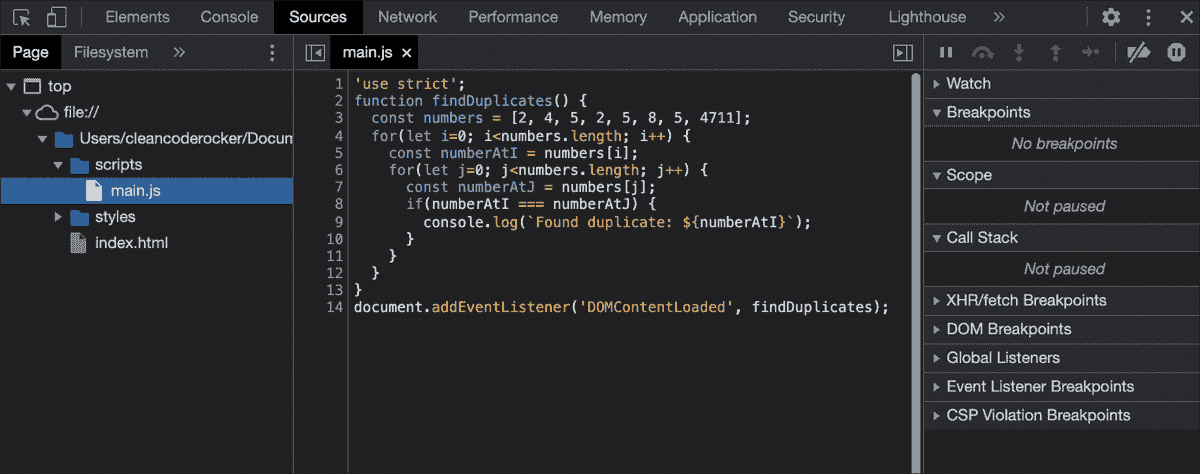 Elements Console Sources Network Performance Memory Application Security Lighthouse »
Page Filesystem »
top
file://
Users/cleancoderocker/Docum
scripts
main.js
styles
index.html
main.js ×
1 'use strict';
2 function findDuplicates() {
3   const numbers = [2, 4, 5, 2, 5, 8, 5, 4711];
4   for(let i=0; i<numbers.length; i++) {
5     const numberAtI = numbers[i];
6     for(let j=0; j<numbers.length; j++) {
7       const numberAtJ = numbers[j];
8       if(numberAtI === numberAtJ) {
9         console.log(`Found duplicate: ${numberAtI}`);
10       }
11     }
12   }
13 }
14 document.addEventListener('DOMContentLoaded', findDuplicates);
Watch
Breakpoints
No breakpoints
Scope
Not paused
Call Stack
Not paused
XHR/fetch Breakpoints
DOM Breakpoints
Global Listeners
Event Listener Breakpoints
CSP Violation Breakpoints